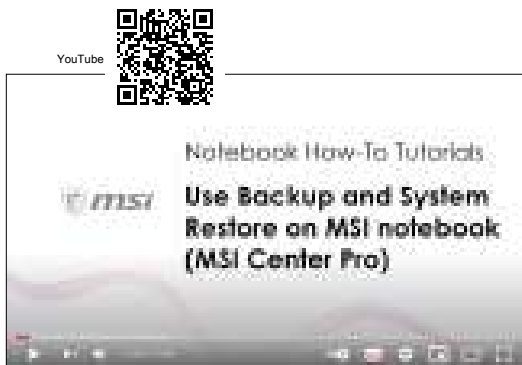 YouTube
Notebook How-To Tutorials
msi
Use Backup and System
Restore on MSI notebook
(MSI Center Pro)